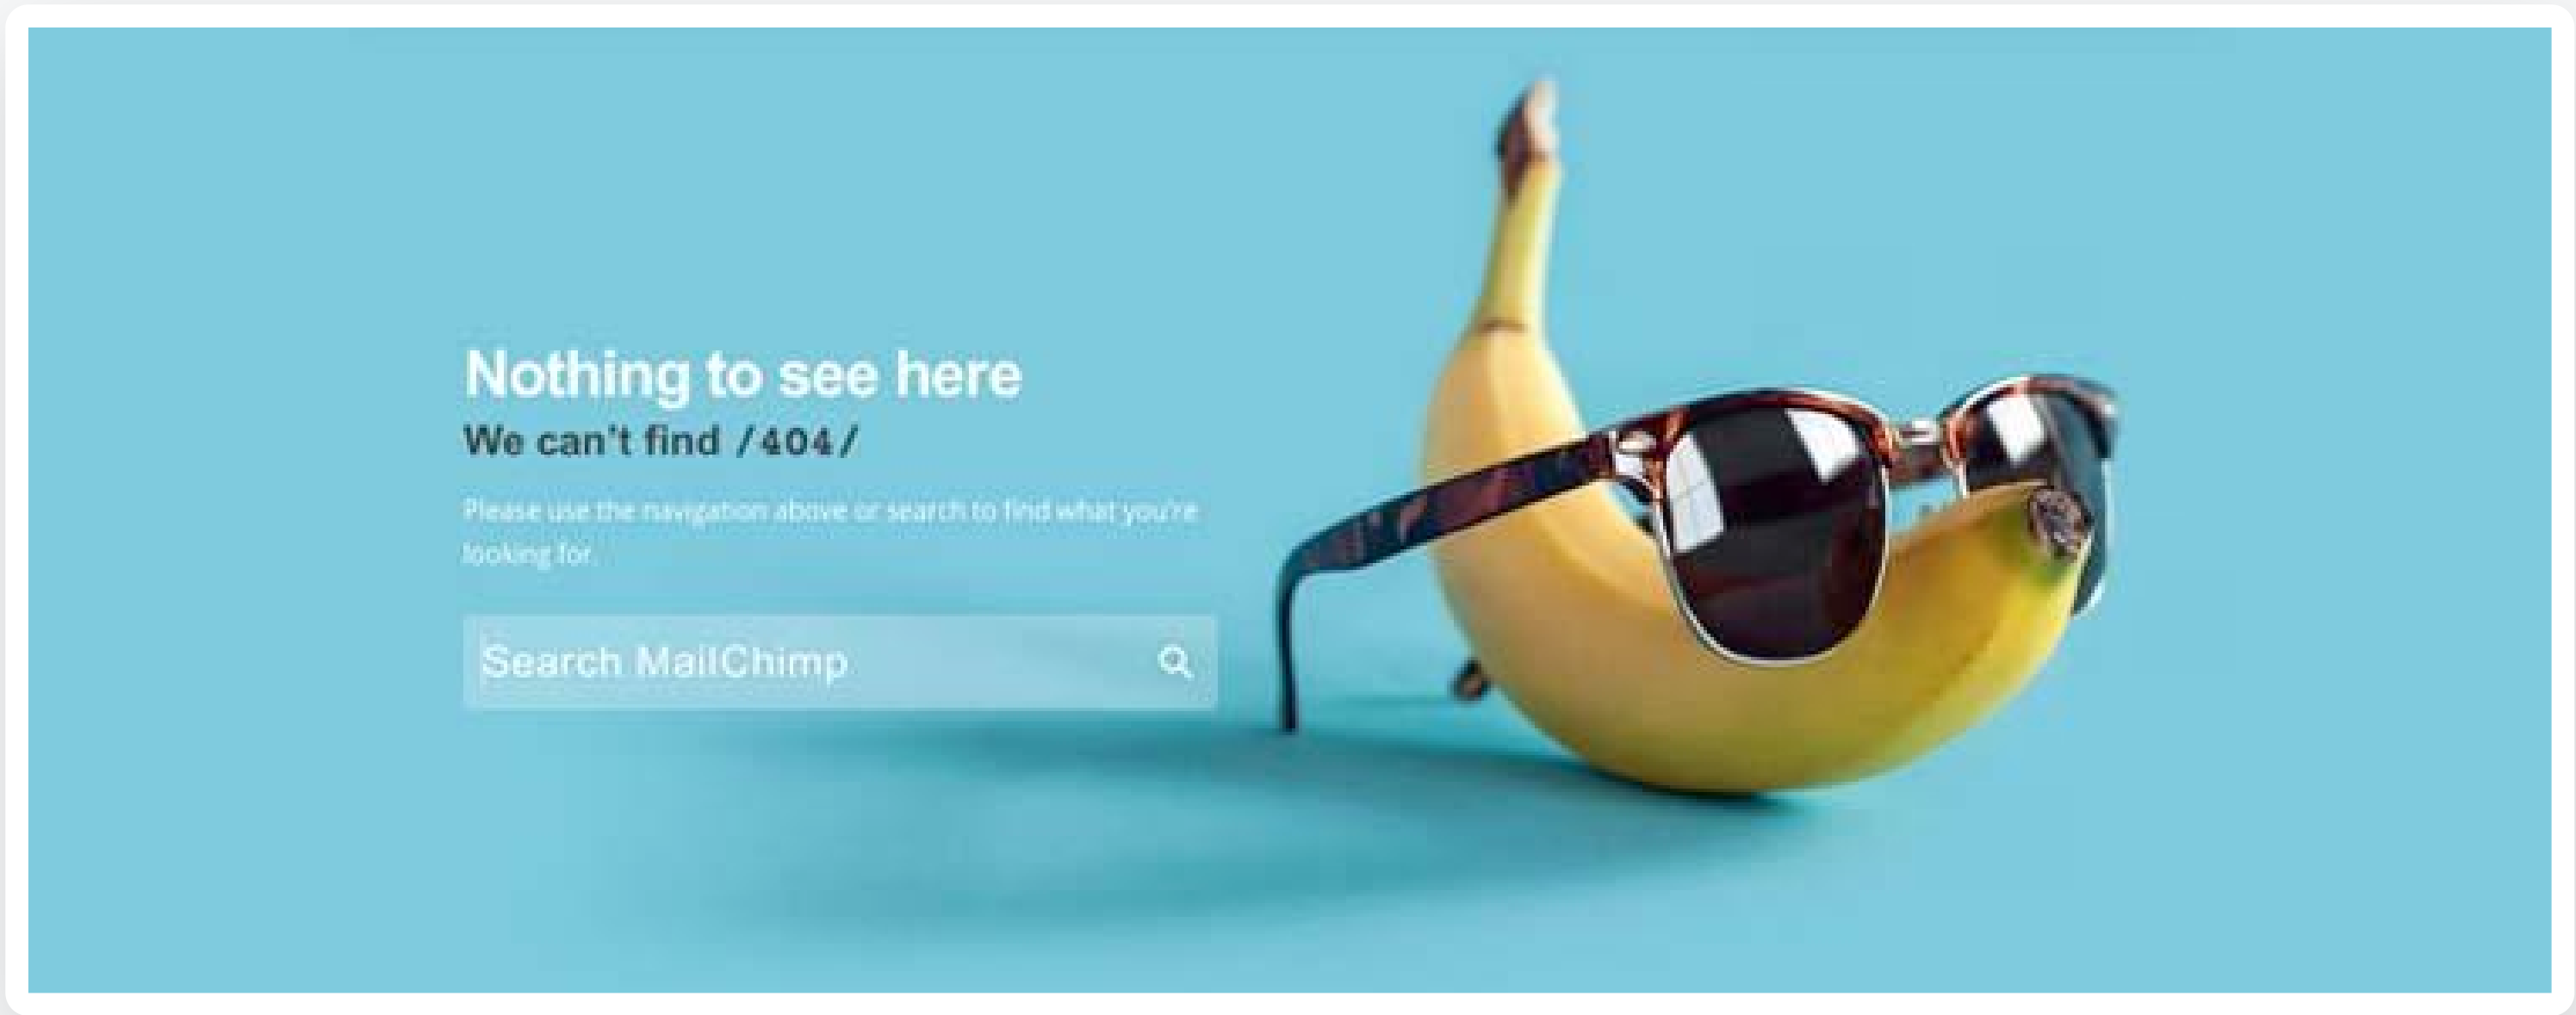 Nothing to see here
We can't find /404/
Please use the navigation above or search to find what you're
looking for.
Search MailChimp